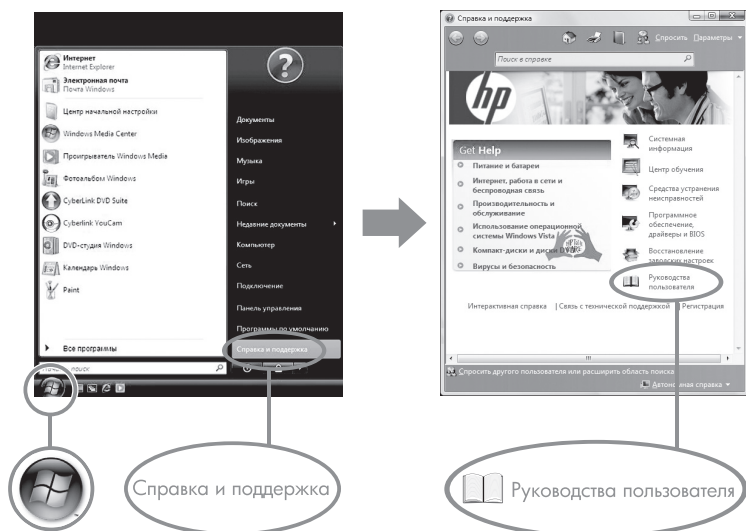 Интернет
Internet Explorer
Электронная почта
Почта Windows
Центр начальной настройки
Windows Media Center
Проигрыватель Windows Media
Фотоальбом Windows
CyberLink DVD Suite
Cyberlink YouCam
DVD-студия Windows
Календарь Windows
Paint
Все программы
поиск
Документы
Изображения
Музыка
Игры
Поиск
Недавние документы
Компьютер
Сеть
Подключение
Панель управления
Программы по умолчанию
Справка и поддержка
Справка и поддержка
Справка и поддержка
Спросить Параметры
Поиск в справке
hp
Get Help
Питание и батареи
Интернет, работа в сети и
беспроводная связь
Производительность и
обслуживание
Использование операционной
системы Windows Vista
Компакт-диски и диски
Вирусы и безопасность
Системная
информация
Центр обучения
Средства устранения
неисправностей
Программное
обеспечение,
драйверы и BIOS
Восстановление
заводских настроек
Руководства
пользователя
Интерактивная справка | Связь с технической поддержкой | Регистрация
Спросить другого пользователя или расширить область поиска
Автономная справка
Руководства пользователя